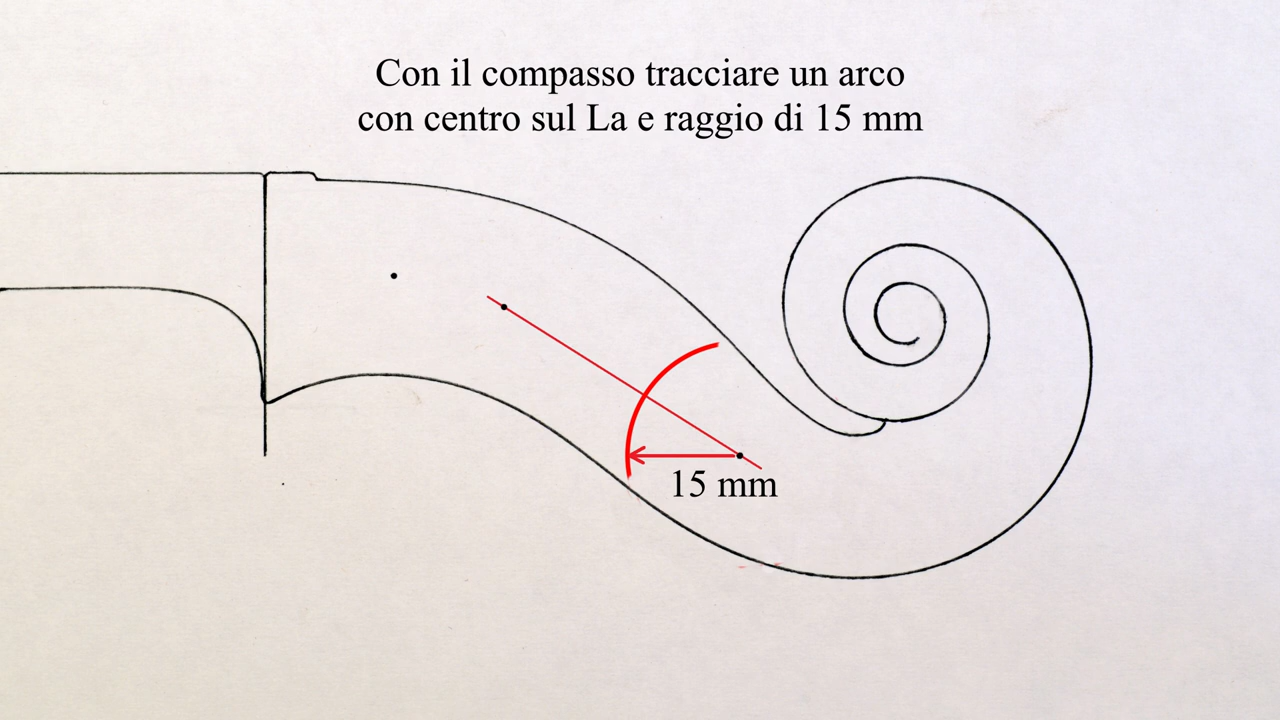 Con il compasso tracciare un arco
con centro sul La e raggio di 15 mm
15 mm